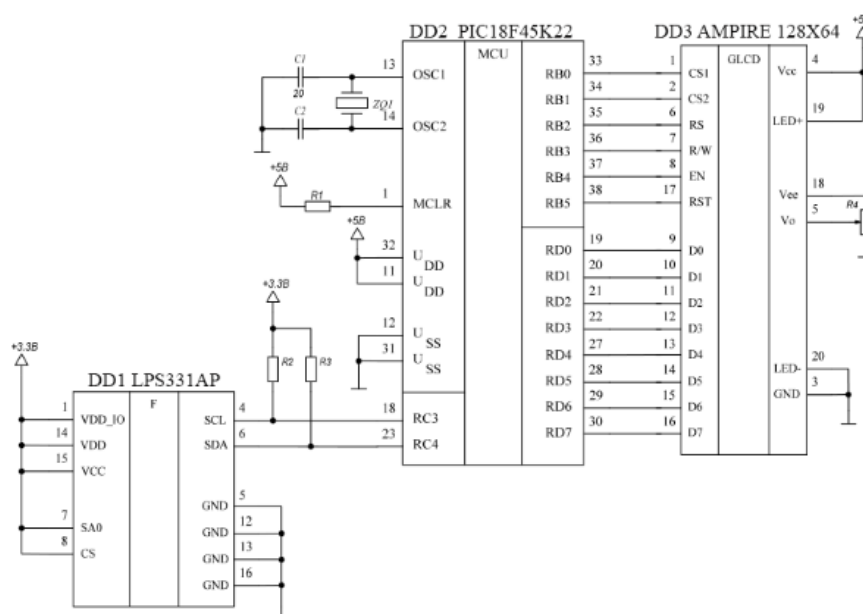 DD2 PIC18F45K22
DD3 AMPIRE 128X64
+5
C1
20
C2
ZQ1
13
OSC1
14
OSC2
MCU
RB0 33
RB1 34
RB2 35
RB3 36
RB4 37
RB5 38
1 CS1
2 CS2
6 RS
7 R/W
8 EN
17 RST
GLCD
Vcc 4
LED+ 19
Vee 18
Vo 5
R4
+5В
R1
1
MCLR
+5В
32
U DD
11
U DD
12
U SS
31
U SS
RD0 19
RD1 20
RD2 21
RD3 22
RD4 27
RD5 28
RD6 29
RD7 30
9 D0
10 D1
11 D2
12 D3
13 D4
14 D5
15 D6
16 D7
LED- 20
GND 3
+3.3В
R2
R3
18 RC3
23 RC4
+3.3В
DD1 LPS331AP
F
1 VDD_IO
14 VDD
15 VCC
7 SA0
8 CS
SCL 4
SDA 6
GND 5
GND 12
GND 13
GND 16